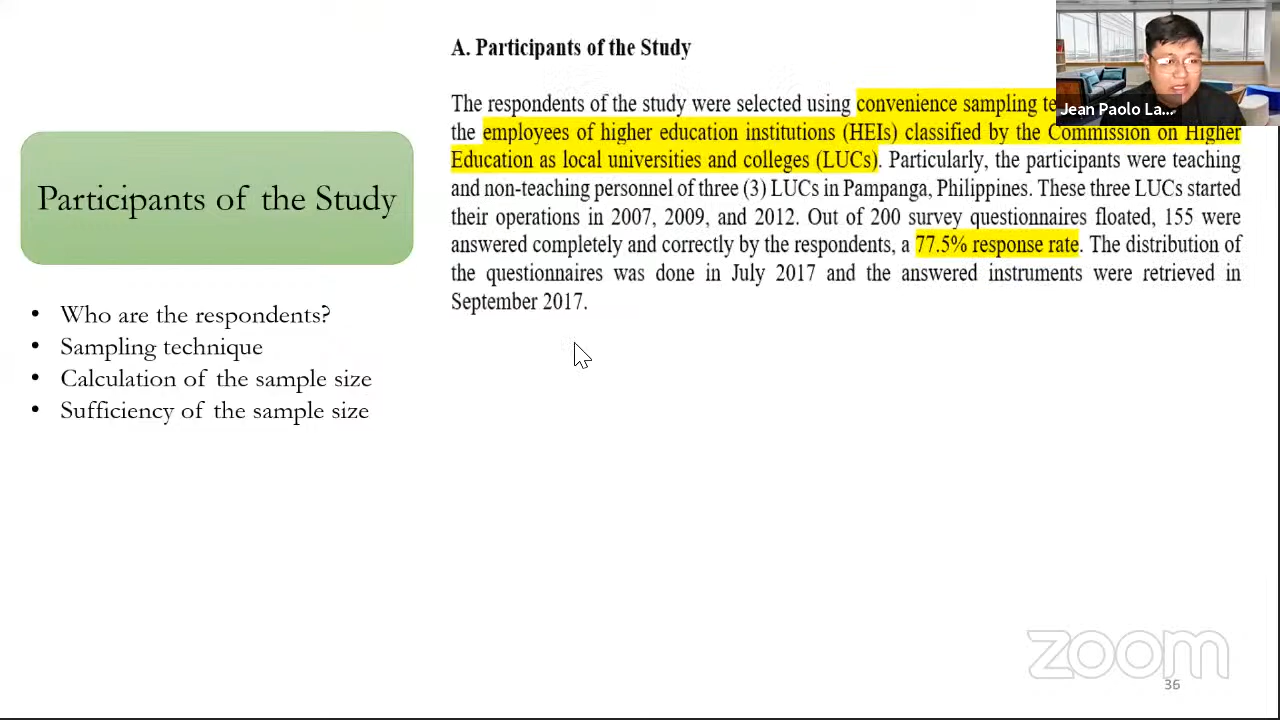 A. Participants of the Study
The respondents of the study were selected using convenience sampling
Jean Paolo La...
the employees of higher education institutions (HEIs) classified by the Commission on Higher
Education as local universities and colleges (LUCs). Particularly, the participants were teaching
and non-teaching personnel of three (3) LUCs in Pampanga, Philippines. These three LUCs started
their operations in 2007, 2009, and 2012. Out of 200 survey questionnaires floated, 155 were
answered completely and correctly by the respondents, a 77.5% response rate. The distribution of
the questionnaires was done in July 2017 and the answered instruments were retrieved in
September 2017.
Participants of the Study
• Who are the respondents?
• Sampling technique
• Calculation of the sample size
• Sufficiency of the sample size
zoom
36